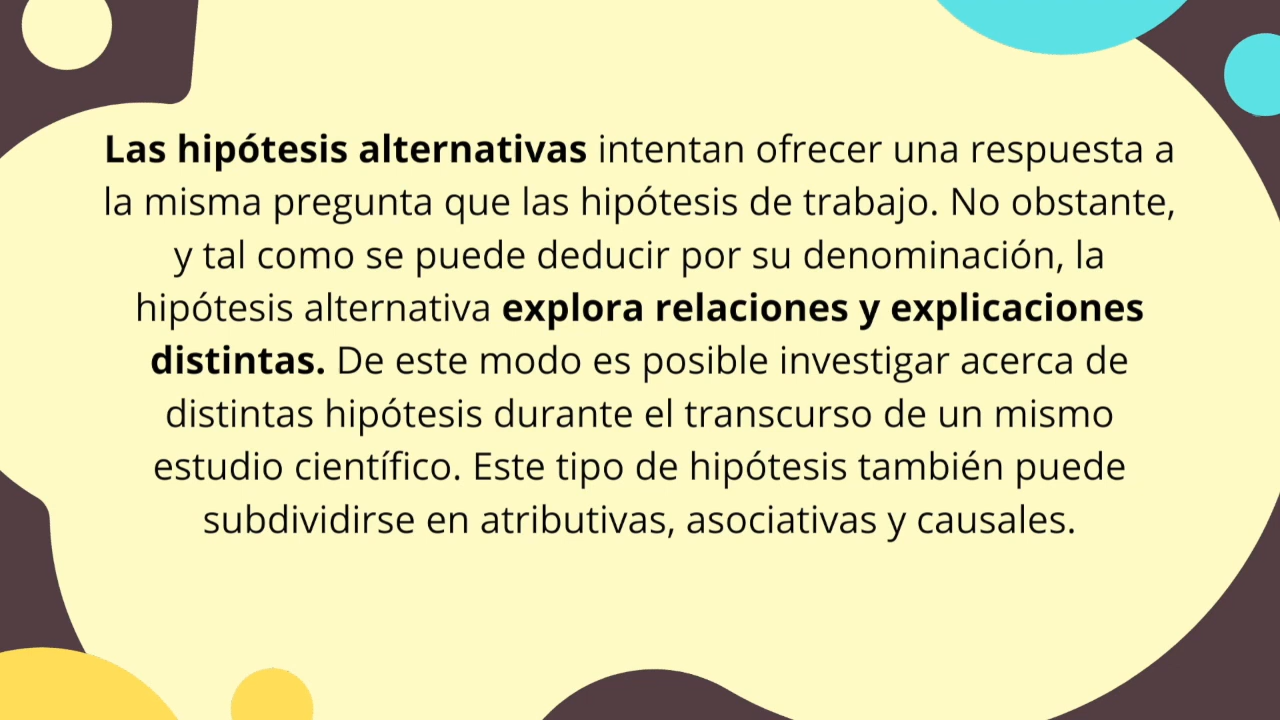 Las hipótesis alternativas intentan ofrecer una respuesta a
la misma pregunta que las hipótesis de trabajo. No obstante,
y tal como se puede deducir por su denominación, la
hipótesis alternativa explora relaciones y explicaciones
distintas. De este modo es posible investigar acerca de
distintas hipótesis durante el transcurso de un mismo
estudio científico. Este tipo de hipótesis también puede
subdividirse en atributivas, asociativas y causales.